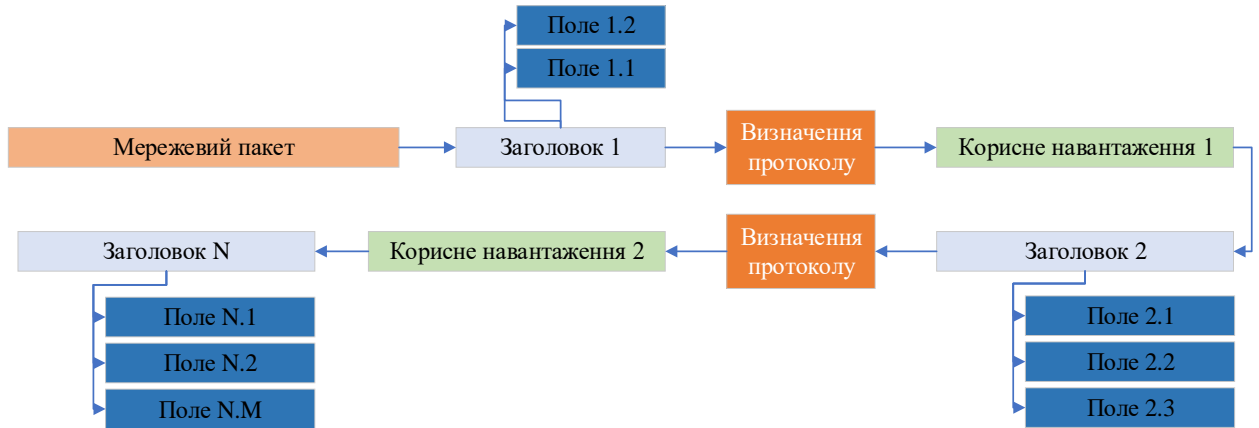 Поле 1.2
Поле 1.1
Мережевий пакет
Заголовок 1
Визначення
протоколу
Корисне навантаження 1
Заголовок N
Корисне навантаження 2
Визначення
протоколу
Заголовок 2
Поле N.1
Поле N.2
Поле N.M
Поле 2.1
Поле 2.2
Поле 2.3